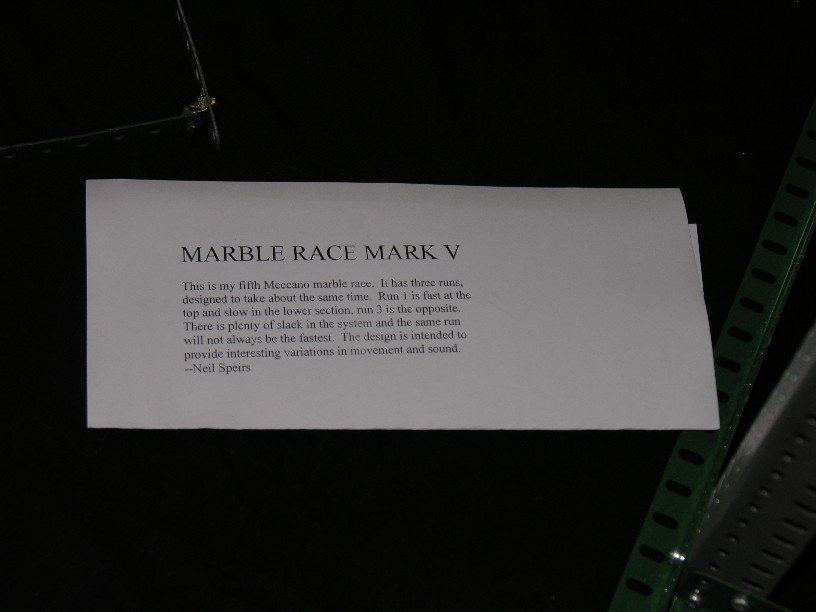 MARBLE RACE MARK V
This is my fifth Meccano marble race. It has three runs,
designed to take about the same time. Run 1 is fast at the
top and slow in the lower section, run 3 is the opposite.
There is plenty of slack in the system and the same run
will not always be the fastest. The design is intended to
provide interesting variations in movement and sound.
--Neil Speirs